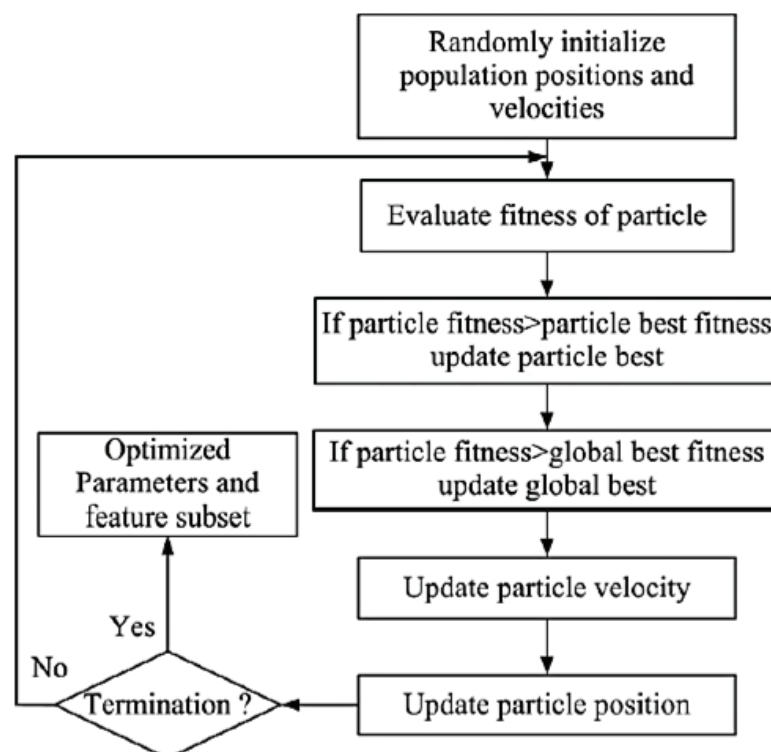 Randomly initialize
population positions and
velocities
Evaluate fitness of particle
If particle fitness>particle best fitness
update particle best
If particle fitness>global best fitness
update global best
Update particle velocity
Update particle position
Termination ?
Yes
No
Optimized
Parameters and
feature subset